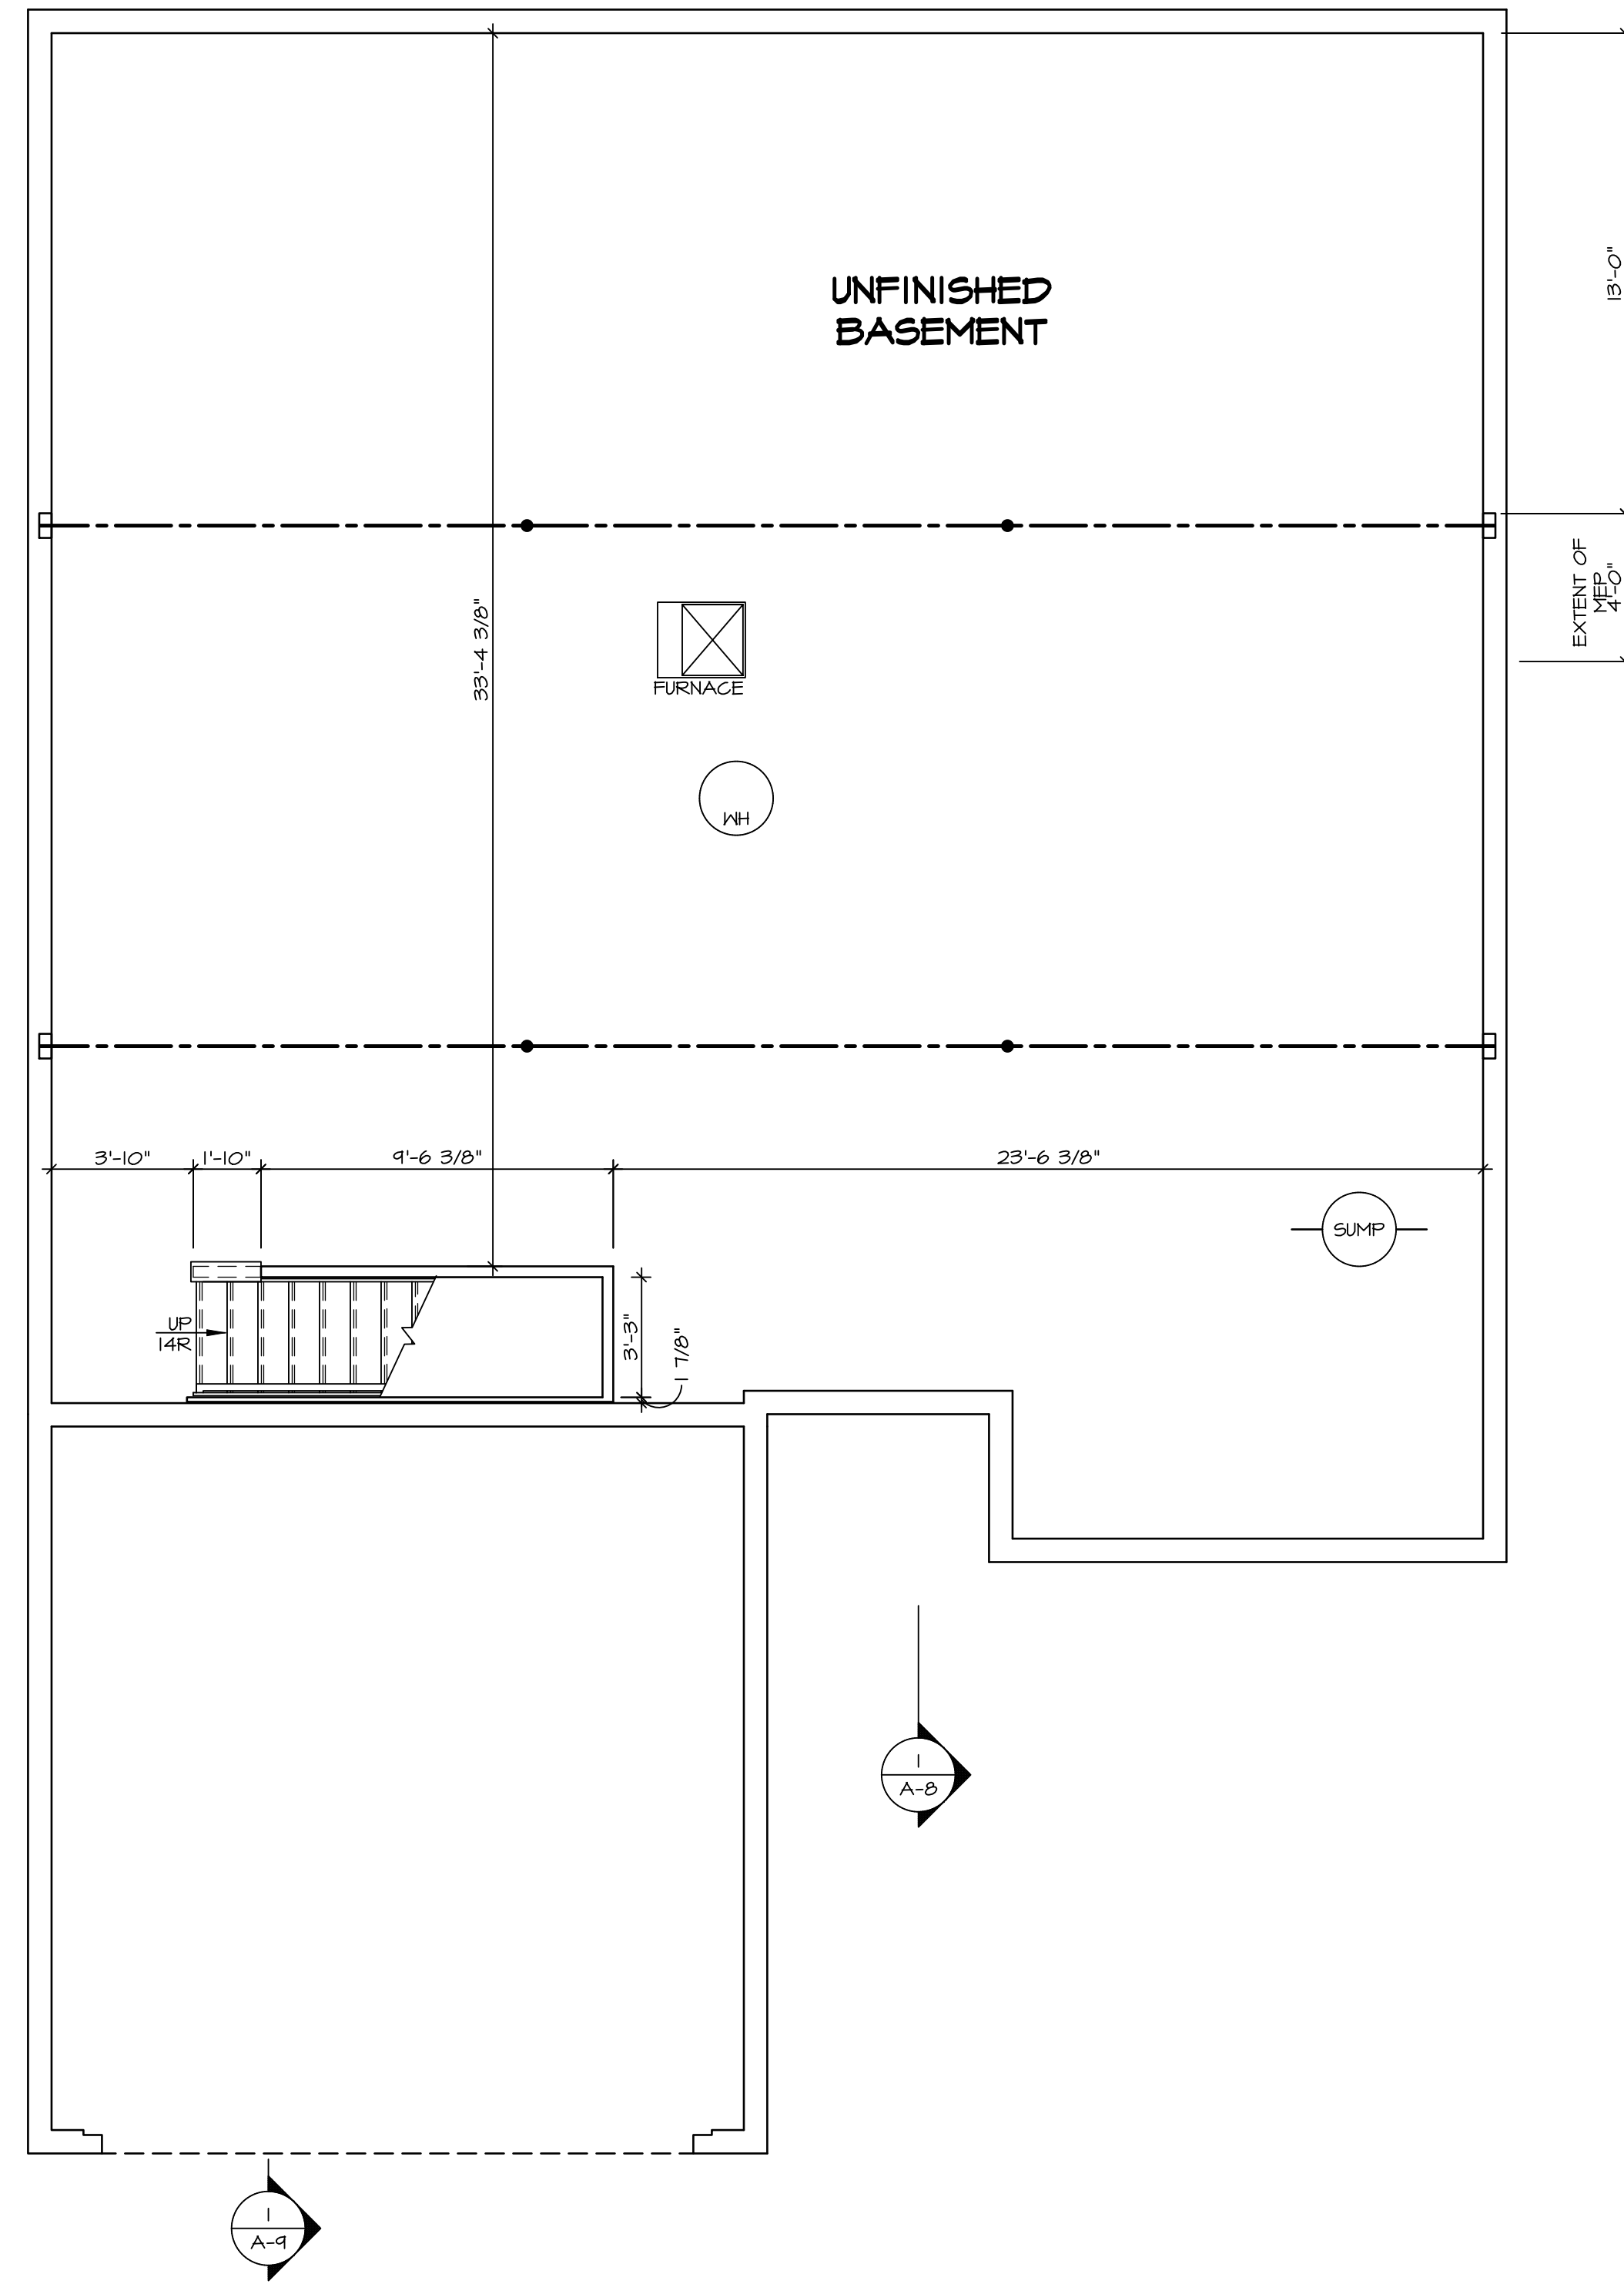 UNFINISHED
BASEMENT
13'-0"
EXTENT OF
MEP
4'-0"
33'-4 3/8"
FURNACE
WH
3'-10"
1'-10"
9'-6 3/8"
23'-6 3/8"
SUMP
UP
14R
3'-3"
1 7/8"
1
A-8
1
A-9